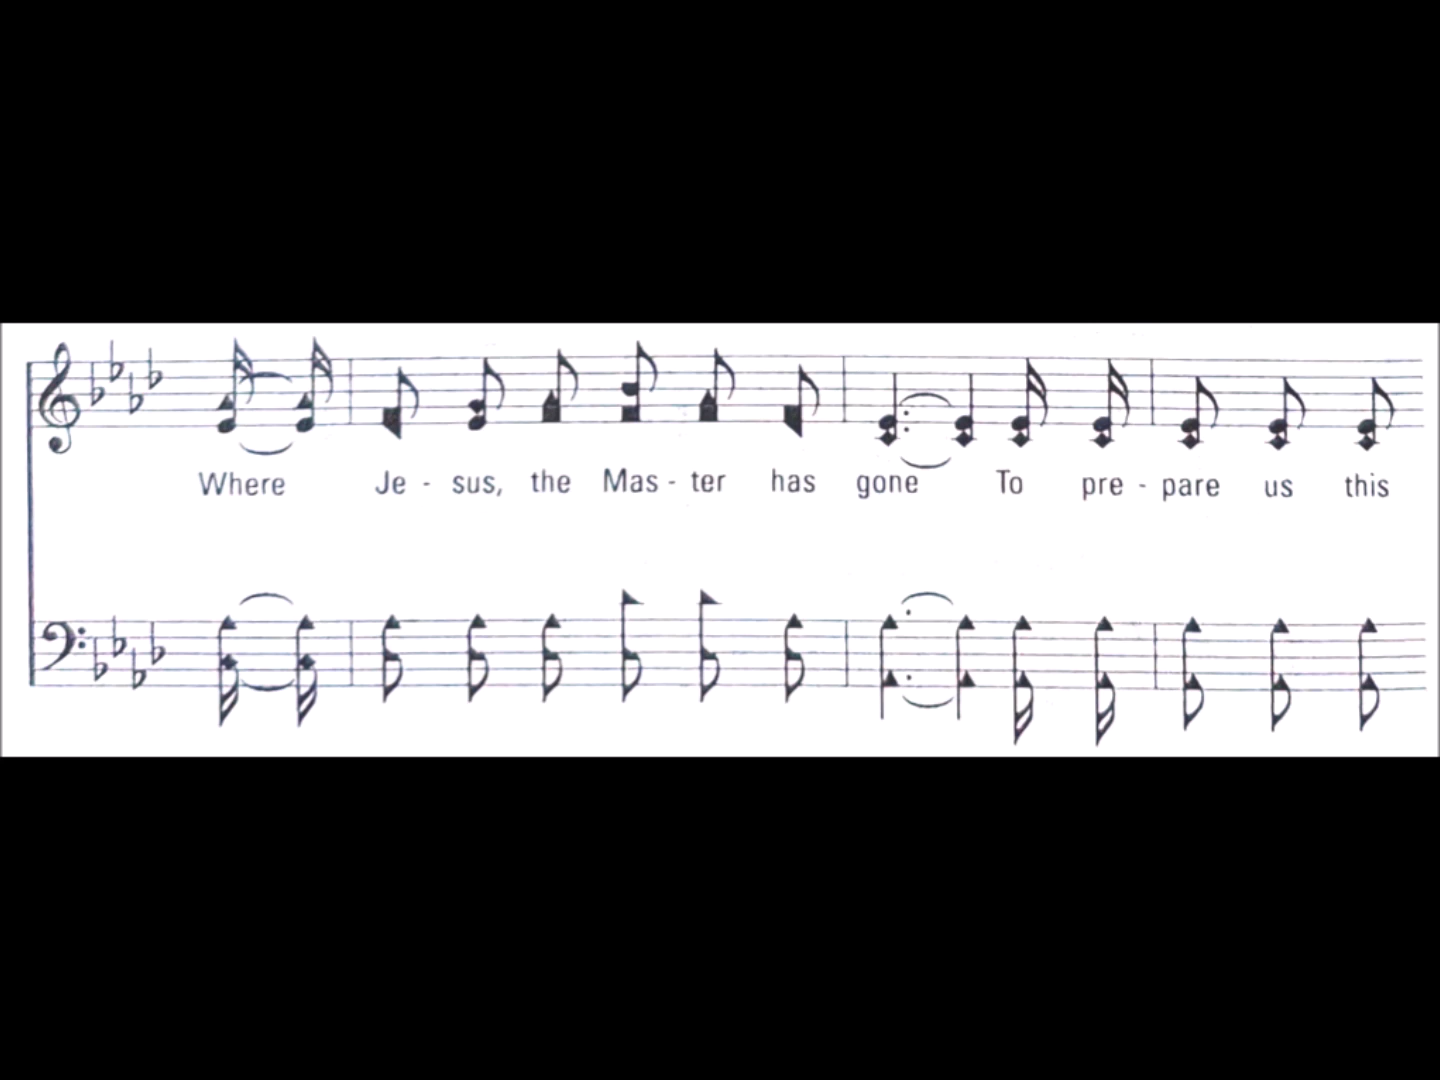 Where Je - sus, the Mas - ter has gone To pre - pare us this